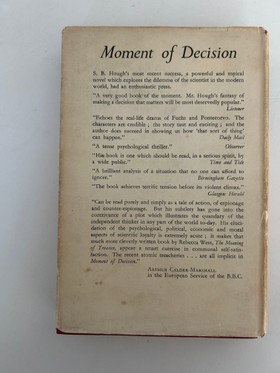 Moment of Decision
S. B. Hough's most recent success, a powerful and topical
novel which explores the dilemma of the scientist in the modern
world, had an enthusiastic press.
"A very good book of the moment. Mr. Hough's fantasy of
making a decision that matters will be most deservedly popular."
Listener
"Echoes the real-life drama of Fuchs and Pontecorvo. The
characters are credible; the story taut and exciting; and the
author does succeed in showing us how 'that sort of thing'
can happen."
Daily Mail
"A tense psychological thriller."
Observer
"His book is one which should be read, in a serious spirit, by
a wide public."
Time and Tide
"A brilliant analysis of a situation that no one can afford to
ignore."
Birmingham Gazette
"The book achieves terrific tension before its violent climax."
Glasgow Herald
"Can be read purely and simply as a tale of action, of espionage
and counter-espionage. But his subtlety has gone into the
contrivance of a plot which illustrates the quandary of the
independent thinker in any part of the world to-day. His eluci-
dation of the psychological, political, economic and moral
aspects of scientific loyalty is extremely acute; it makes that
much more cleverly written book by Rebecca West, The Meaning
of Treason, appear a smart exercise in emotional self-satis-
faction. The recent atomic treacheries . . . are all implicit in
Moment of Decision."
Arthur Calder-Marshall
in the European Service of the B.B.C.